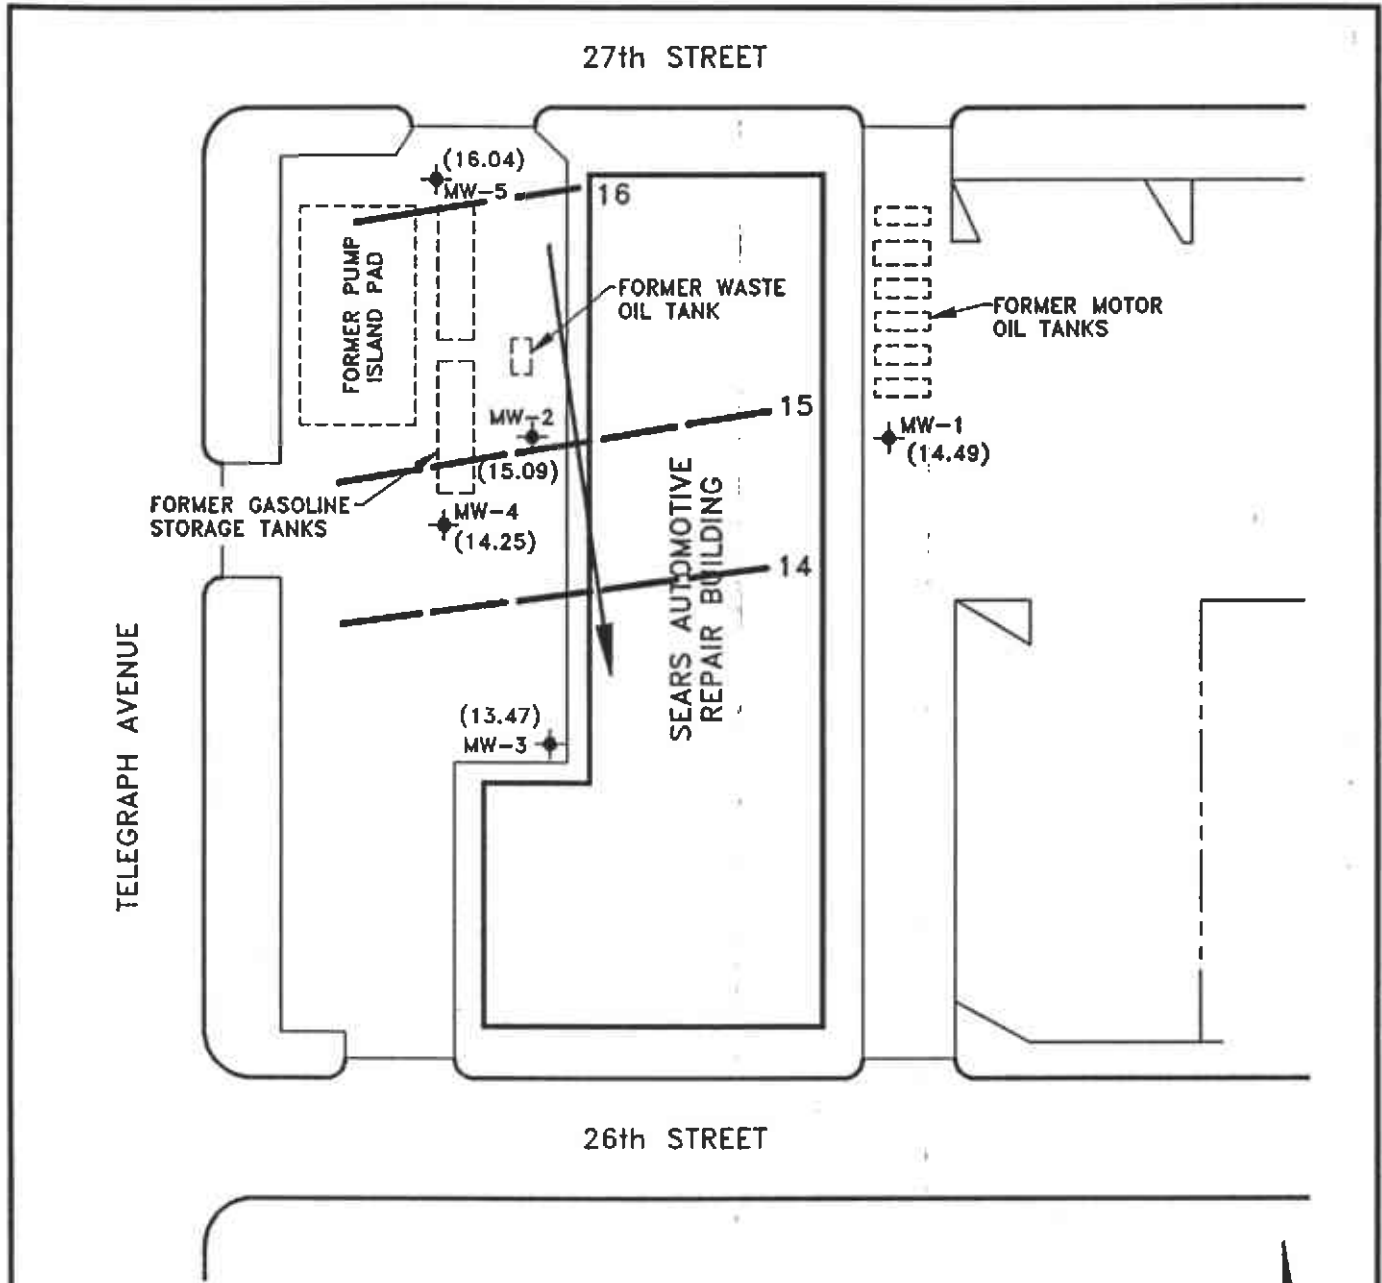 27th STREET
(16.04)
MW-5
16
FORMER PUMP
ISLAND PAD
FORMER WASTE
OIL TANK
FORMER MOTOR
OIL TANKS
15
MW-2
(15.09)
MW-1
(14.49)
FORMER GASOLINE
STORAGE TANKS
MW-4
(14.25)
14
SEARS AUTOMOTIVE
REPAIR BUILDING
TELEGRAPH AVENUE
(13.47)
MW-3
26th STREET